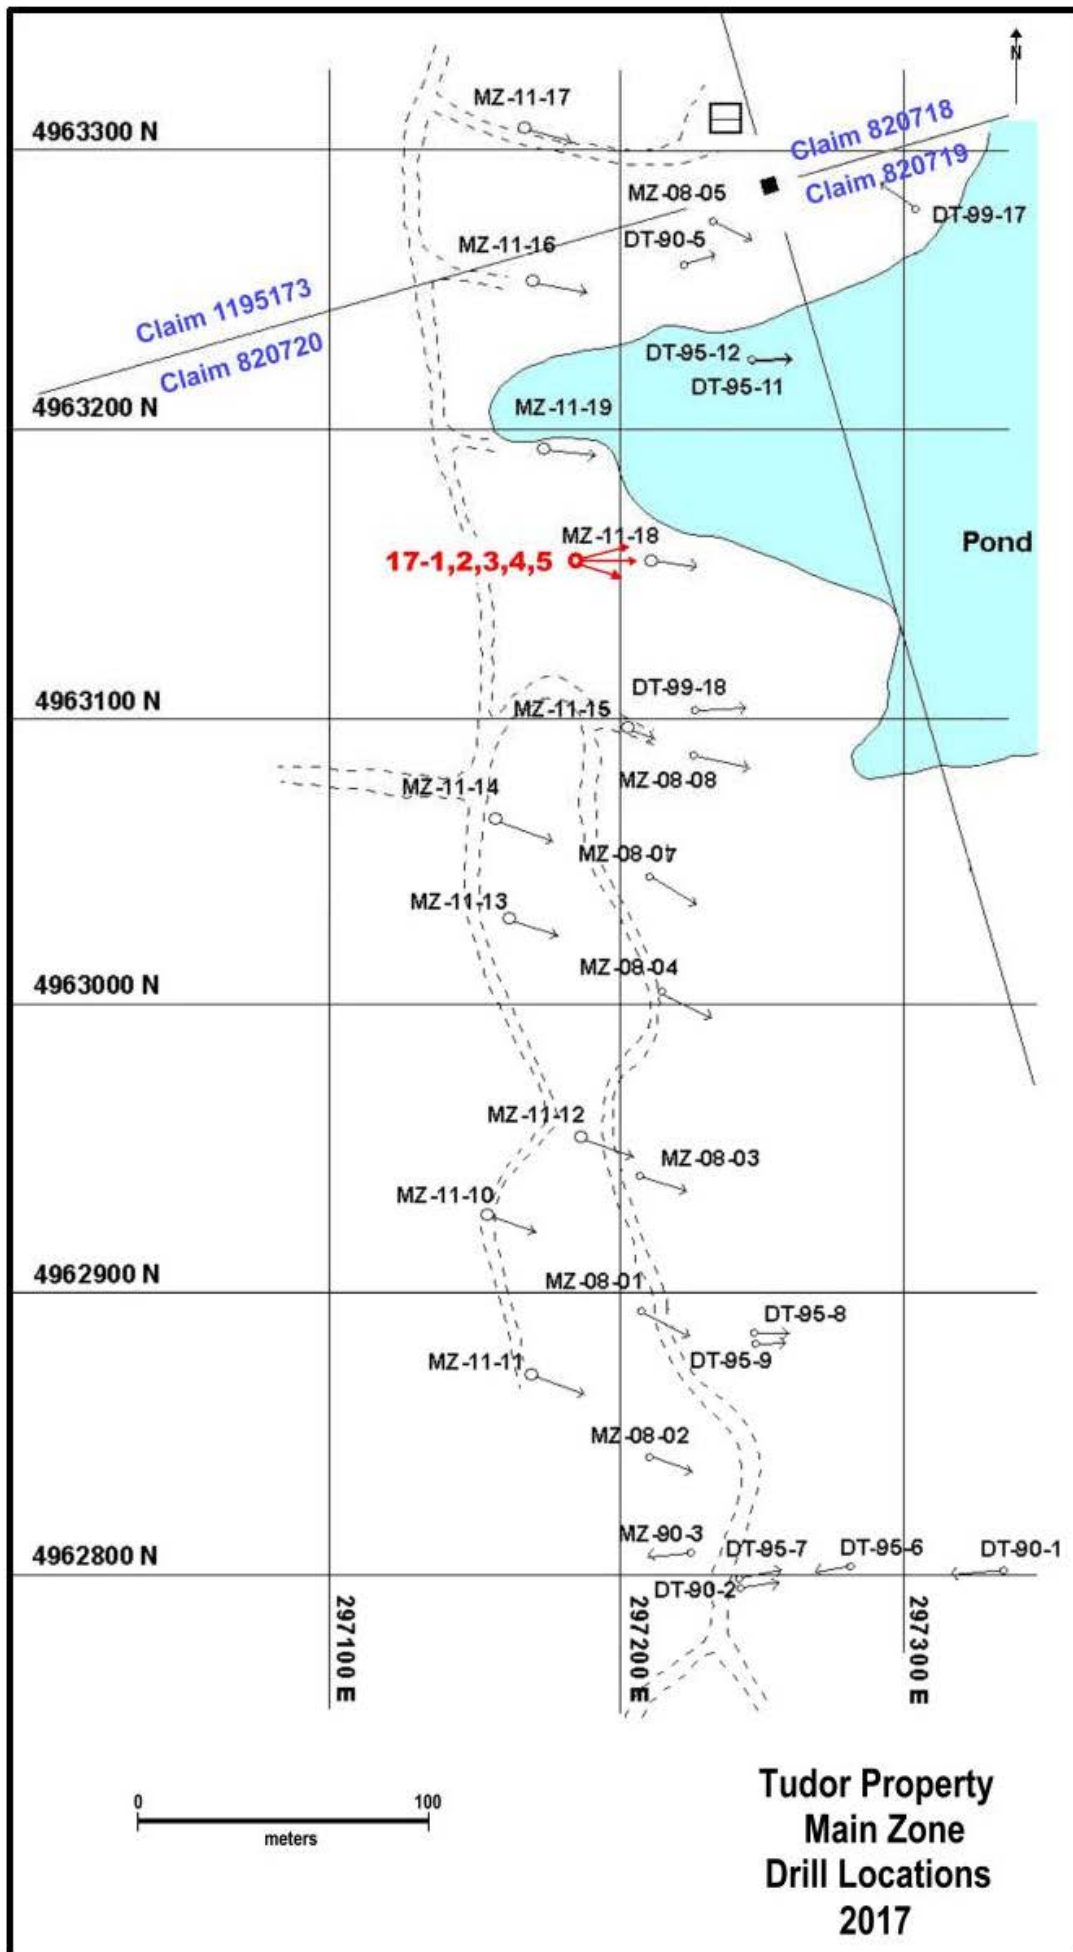 N
MZ-11-17
4963300 N
Claim 820718
Claim 820719
MZ-08-05
DT-99-17
MZ-11-16
DT-90-5
Claim 1195173
Claim 820720
DT-95-12
DT-95-11
4963200 N
MZ-11-19
MZ-11-18
Pond
17-1,2,3,4,5
DT-99-18
4963100 N
MZ-11-15
MZ-08-08
MZ-11-14
MZ-08-07
MZ-11-13
MZ-08-04
4963000 N
MZ-11-12
MZ-08-03
MZ-11-10
4962900 N
MZ-08-01
DT-95-8
DT-95-9
MZ-11-11
MZ-08-02
MZ-90-3
DT-95-7
DT-95-6
DT-90-1
4962800 N
DT-90-2
297100 E
297200 E
297300 E
0
100
meters
Tudor Property
Main Zone
Drill Locations
2017